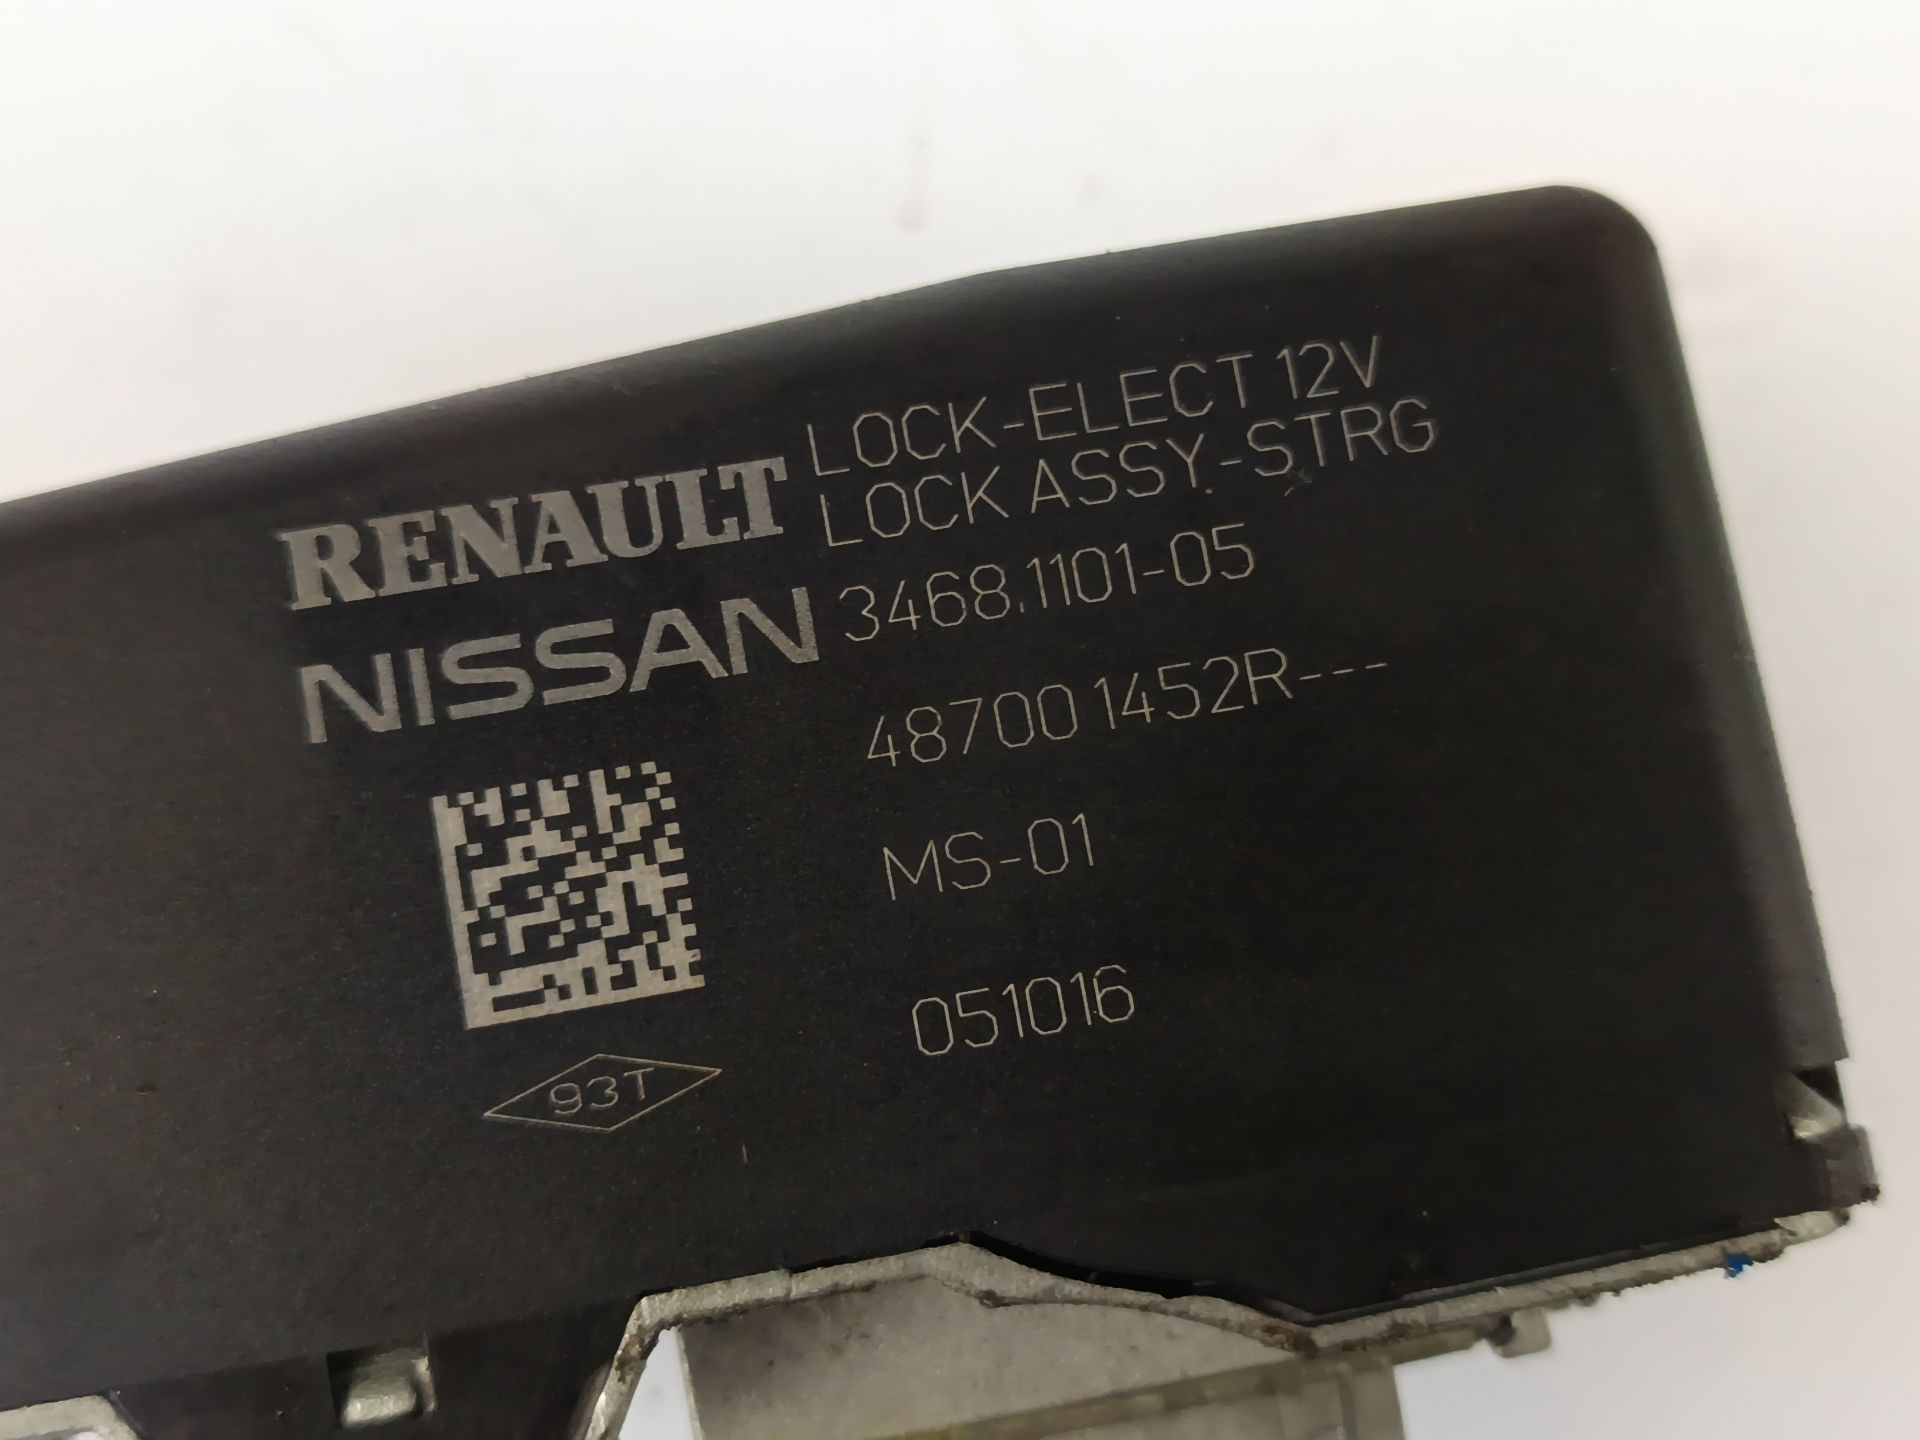 RENAULT
NISSAN
LOCK-ELECT 12V
LOCK ASSY-STRG
3468.1101-05
487001452R---
MS-01
051016
93T